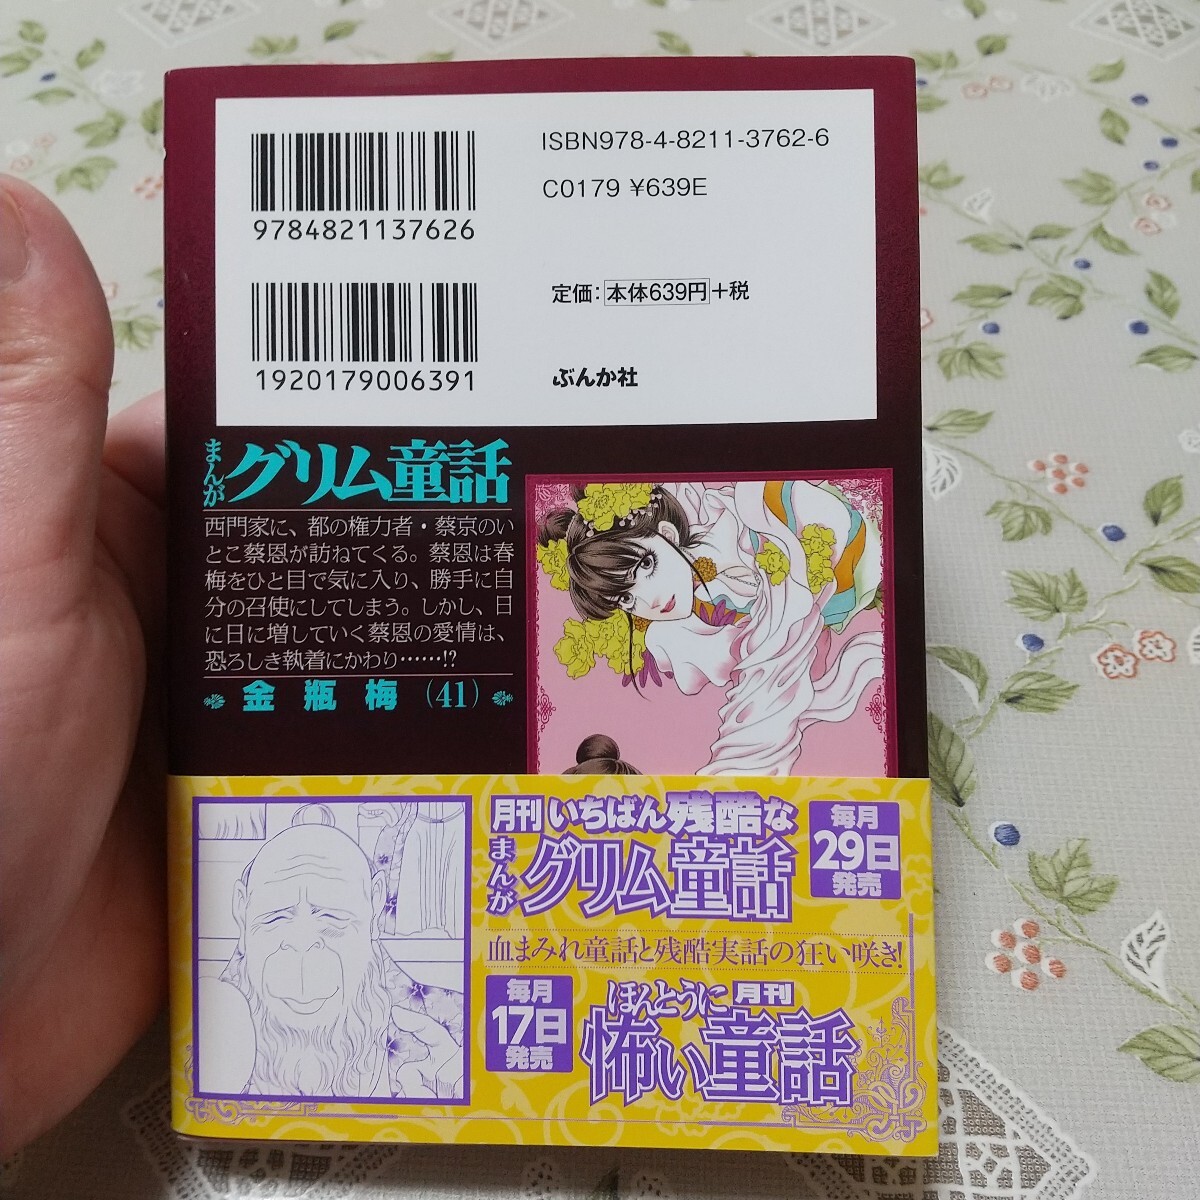 ISBN978-4-8211-3762-6
C0179 ¥639E
9784821137626
定価：本体639円+税
1920179006391
ぶんか社
まんがグリム童話
西門家に、都の権力者・蔡京のい
とこ蔡恩が訪ねてくる。蔡恩は春
梅をひと目で気に入り、勝手に自
分の召使にしてしまう。しかし、日
に日に増していく蔡恩の愛情は、
恐ろしき執着にかわり……!?
金瓶梅(41)
月刊いちばん残酷な
まんがグリム童話
毎月
29日
発売
血まみれ童話と残酷実話の狂い咲き!
毎月
17日
発売
ほんとうに月刊
怖い童話